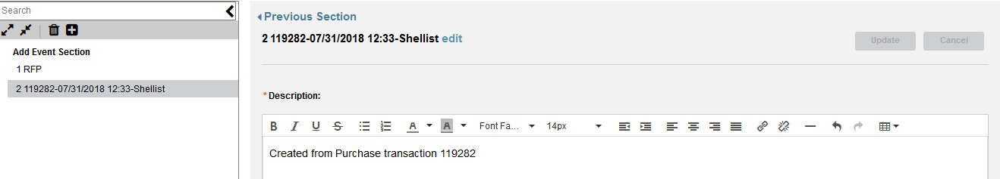 Search
Add Event Section
1 RFP
2 119282-07/31/2018 12:33-Shellist
Previous Section
2 119282-07/31/2018 12:33-Shellist edit
Update Cancel
*Description:
B I U S A A Font Fa... 14px
Created from Purchase transaction 119282